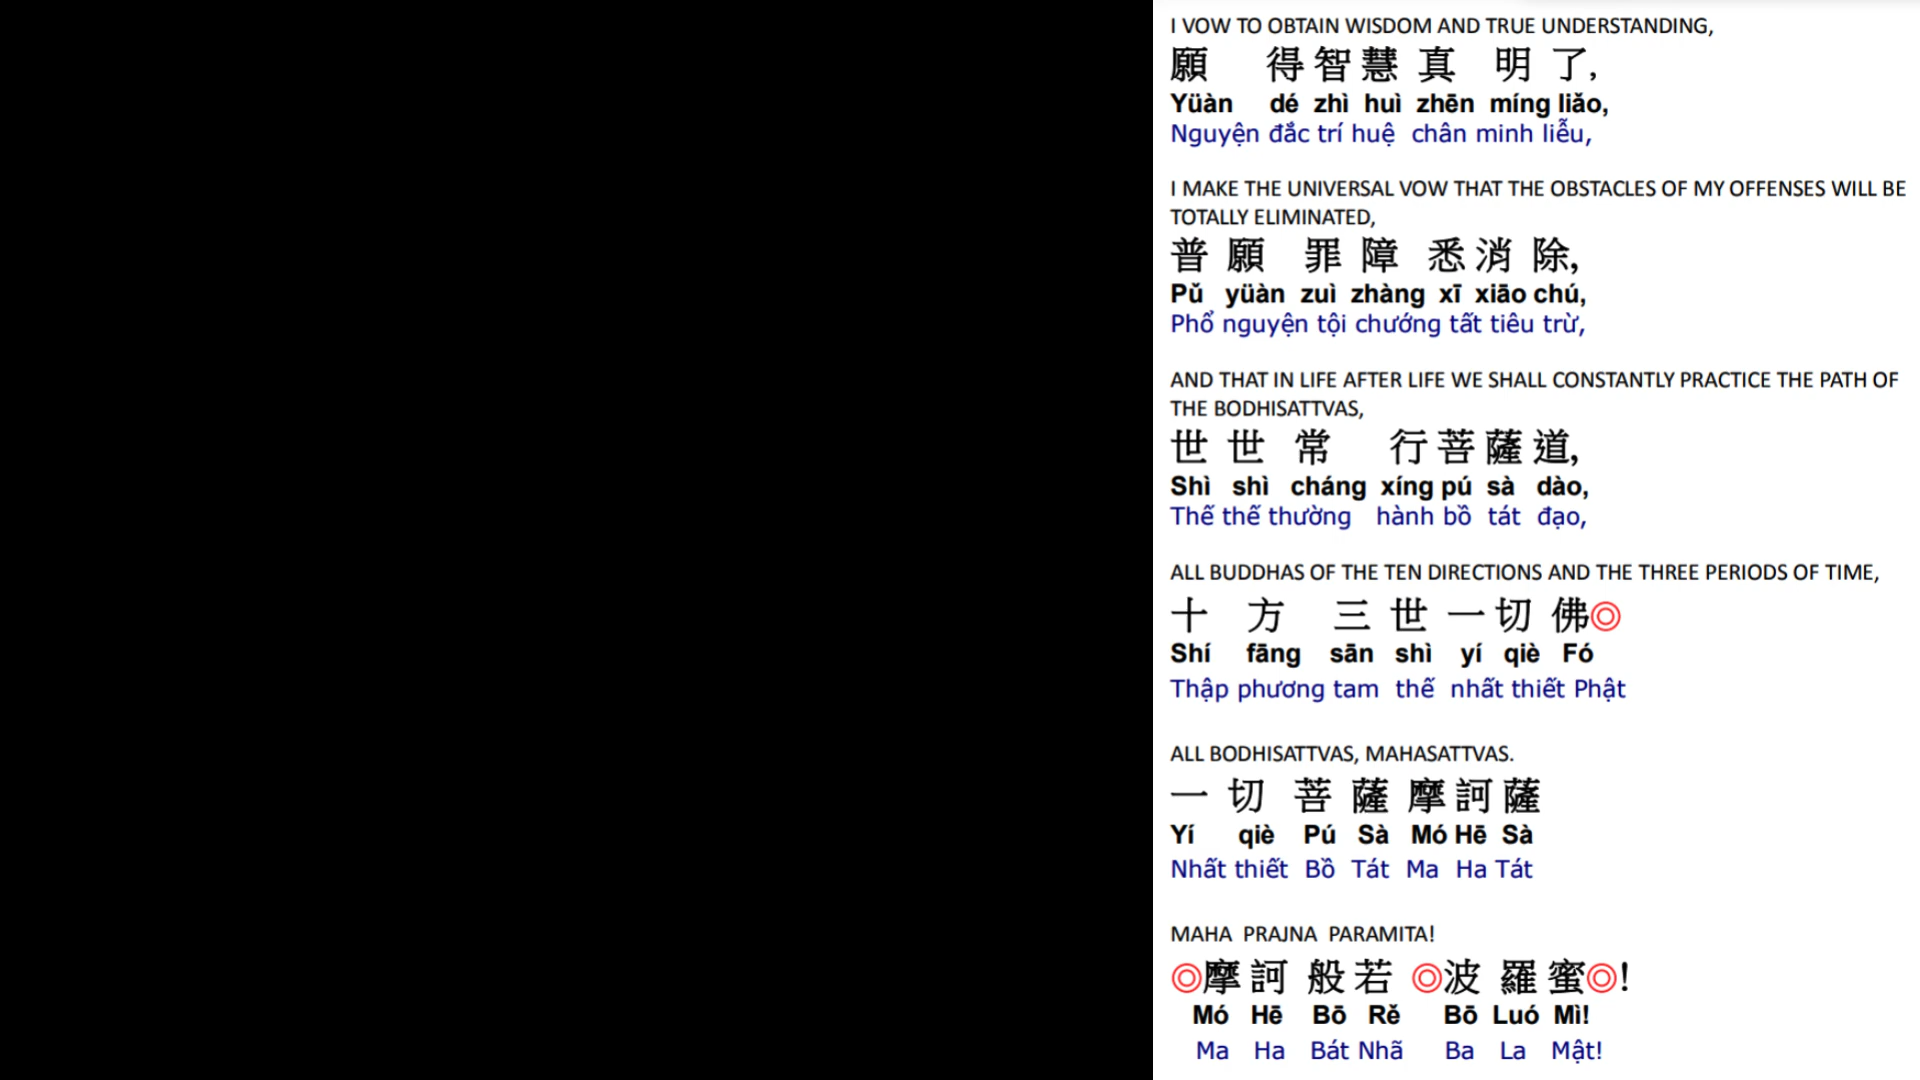 I VOW TO OBTAIN WISDOM AND TRUE UNDERSTANDING,
願 得 智 慧 真 明 了,
Yüàn dé zhì huì zhēn míng liǎo,
Nguyện đắc trí huệ chân minh liễu,
I MAKE THE UNIVERSAL VOW THAT THE OBSTACLES OF MY OFFENSES WILL BE
TOTALLY ELIMINATED,
普 願 罪 障 悉 消 除,
Pǔ yüàn zuì zhàng xī xiāo chú,
Phổ nguyện tội chướng tất tiêu trừ,
AND THAT IN LIFE AFTER LIFE WE SHALL CONSTANTLY PRACTICE THE PATH OF
THE BODHISATTVAS,
世 世 常 行 菩 薩 道,
Shì shì cháng xíng pú sà dào,
Thế thế thường hành bồ tát đạo,
ALL BUDDHAS OF THE TEN DIRECTIONS AND THE THREE PERIODS OF TIME,
十 方 三 世 一 切 佛◎
Shí fāng sān shì yí qiè Fó
Thập phương tam thế nhất thiết Phật
ALL BODHISATTVAS, MAHASATTVAS.
一 切 菩 薩 摩 訶 薩
Yí qiè Pú Sà Mó Hē Sà
Nhất thiết Bồ Tát Ma Ha Tát
MAHA PRAJNA PARAMITA!
◎摩 訶 般 若 ◎波 羅 蜜◎!
Mó Hē Bō Rě Bō Luó Mì!
Ma Ha Bát Nhã Ba La Mật!